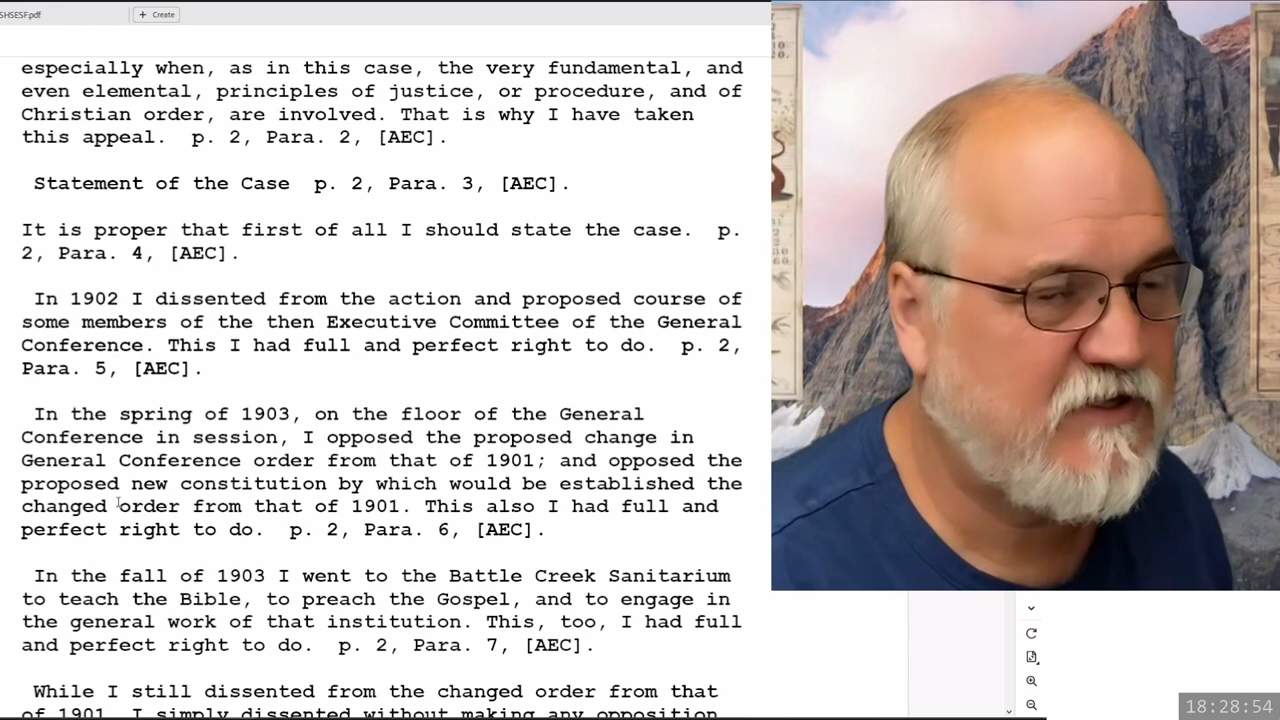 SHSESF.pdf
+ Create
especially when, as in this case, the very fundamental, and
even elemental, principles of justice, or procedure, and of
Christian order, are involved. That is why I have taken
this appeal.  p. 2, Para. 2, [AEC].
Statement of the Case  p. 2, Para. 3, [AEC].
It is proper that first of all I should state the case.  p.
2, Para. 4, [AEC].
In 1902 I dissented from the action and proposed course of
some members of the then Executive Committee of the General
Conference. This I had full and perfect right to do.  p. 2,
Para. 5, [AEC].
In the spring of 1903, on the floor of the General
Conference in session, I opposed the proposed change in
General Conference order from that of 1901; and opposed the
proposed new constitution by which would be established the
changed order from that of 1901. This also I had full and
perfect right to do.  p. 2, Para. 6, [AEC].
In the fall of 1903 I went to the Battle Creek Sanitarium
to teach the Bible, to preach the Gospel, and to engage in
the general work of that institution. This, too, I had full
and perfect right to do.  p. 2, Para. 7, [AEC].
While I still dissented from the changed order from that
of 1901, I simply dissented without making any opposition
18:28:54